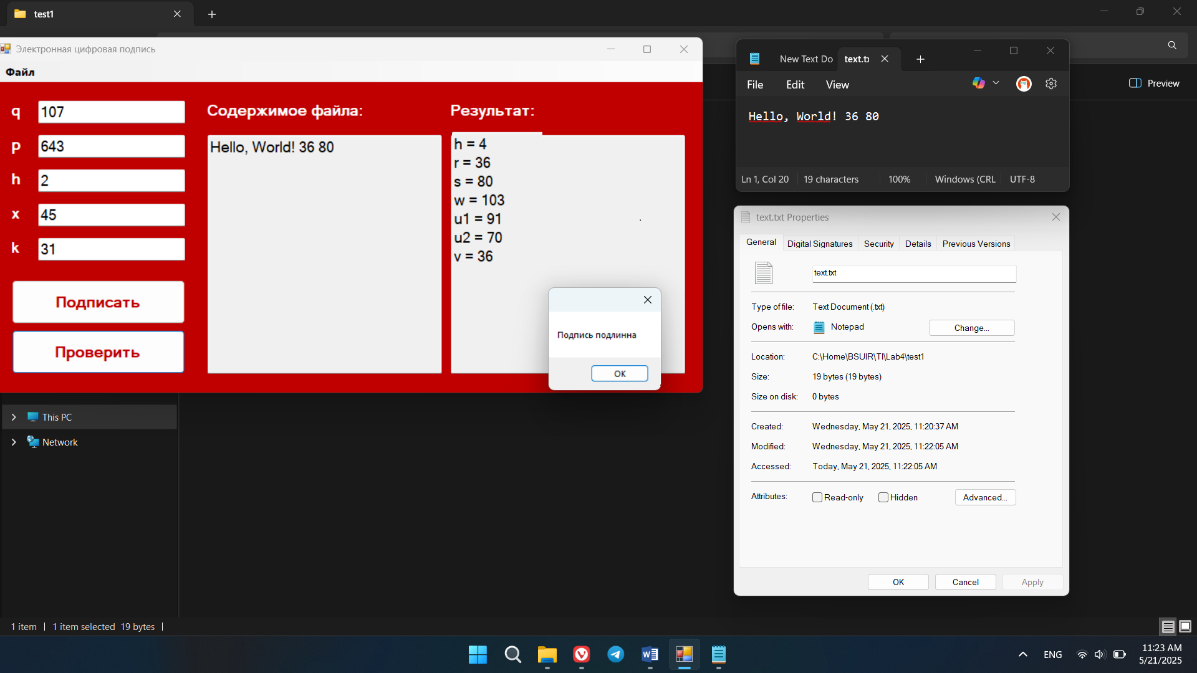 test1
Электронная цифровая подпись
Файл
q 107
p 643
h 2
x 45
k 31
Подписать
Проверить
Содержимое файла:
Hello, World! 36 80
Результат:
h = 4
r = 36
s = 80
w = 103
u1 = 91
u2 = 70
v = 36
Подпись подлинна
OK
New Text Do
text.t
File Edit View
Hello, World! 36 80
Ln 1, Col 20 19 characters 100% Windows (CRL UTF-8
Preview
text.txt Properties
General Digital Signatures Security Details Previous Versions
text.txt
Type of file: Text Document (.txt)
Opens with: Notepad Change...
Location: C:\Home\BSUIR\TI\Lab4\test1
Size: 19 bytes (19 bytes)
Size on disk: 0 bytes
Created: Wednesday, May 21, 2025, 11:20:37 AM
Modified: Wednesday, May 21, 2025, 11:22:05 AM
Accessed: Today, May 21, 2025, 11:22:05 AM
Attributes: Read-only Hidden Advanced...
OK Cancel Apply
This PC
Network
1 item 1 item selected 19 bytes
ENG
11:23 AM
5/21/2025